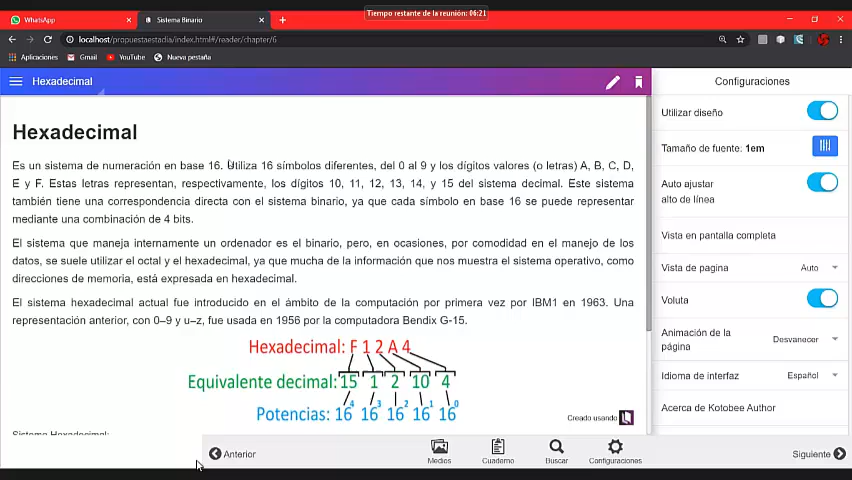 Tiempo restante de la reunión: 06:21
WhatsApp
Sistema Binario
localhost/propuestaestadia/index.html#/reader/chapter/6
Aplicaciones Gmail YouTube Nueva pestaña
Hexadecimal
Configuraciones
Hexadecimal
Es un sistema de numeración en base 16. Utiliza 16 símbolos diferentes, del 0 al 9 y los dígitos valores (o letras) A, B, C, D,
E y F. Estas letras representan, respectivamente, los dígitos 10, 11, 12, 13, 14, y 15 del sistema decimal. Este sistema
también tiene una correspondencia directa con el sistema binario, ya que cada símbolo en base 16 se puede representar
mediante una combinación de 4 bits.
El sistema que maneja internamente un ordenador es el binario, pero, en ocasiones, por comodidad en el manejo de los
datos, se suele utilizar el octal y el hexadecimal, ya que mucha de la información que nos muestra el sistema operativo, como
direcciones de memoria, está expresada en hexadecimal.
El sistema hexadecimal actual fue introducido en el ámbito de la computación por primera vez por IBM1 en 1963. Una
representación anterior, con 0–9 y u–z, fue usada en 1956 por la computadora Bendix G-15.
Hexadecimal: F 1 2 A 4
Equivalente decimal: 15 1 2 10 4
Potencias: 16⁴ 16³ 16² 16¹ 16⁰
Creado usando
Sistema Hexadecimal:
Utilizar diseño
Tamaño de fuente: 1em
Auto ajustar
alto de línea
Vista en pantalla completa
Vista de pagina Auto
Voluta
Animación de la
página Desvanecer
Idioma de interfaz Español
Acerca de Kotobee Author
Anterior
Medios
Cuaderno
Buscar
Configuraciones
Siguiente